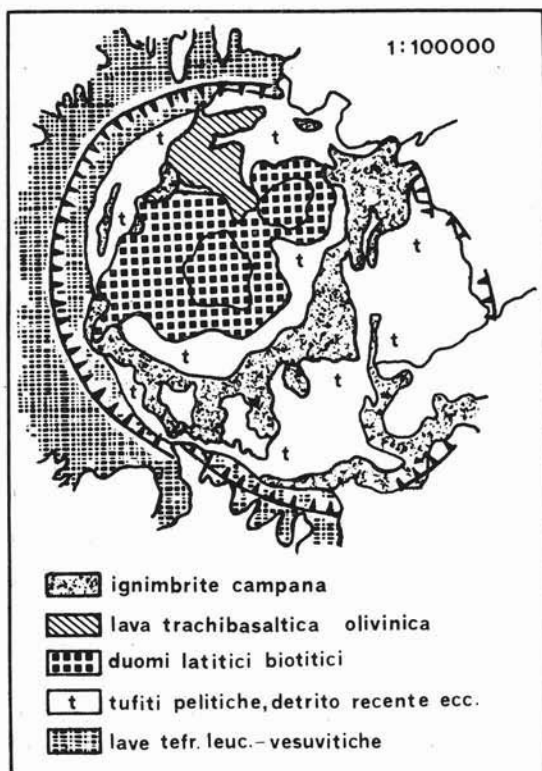 1:100000
t
t
t
t
t
t
t
t
t
t
ignimbrite campana
lava trachibasaltica olivinica
duomi latitici biotitici
t tufiti pelitiche, detrito recente ecc.
lave tefr. leuc.-vesuvitiche